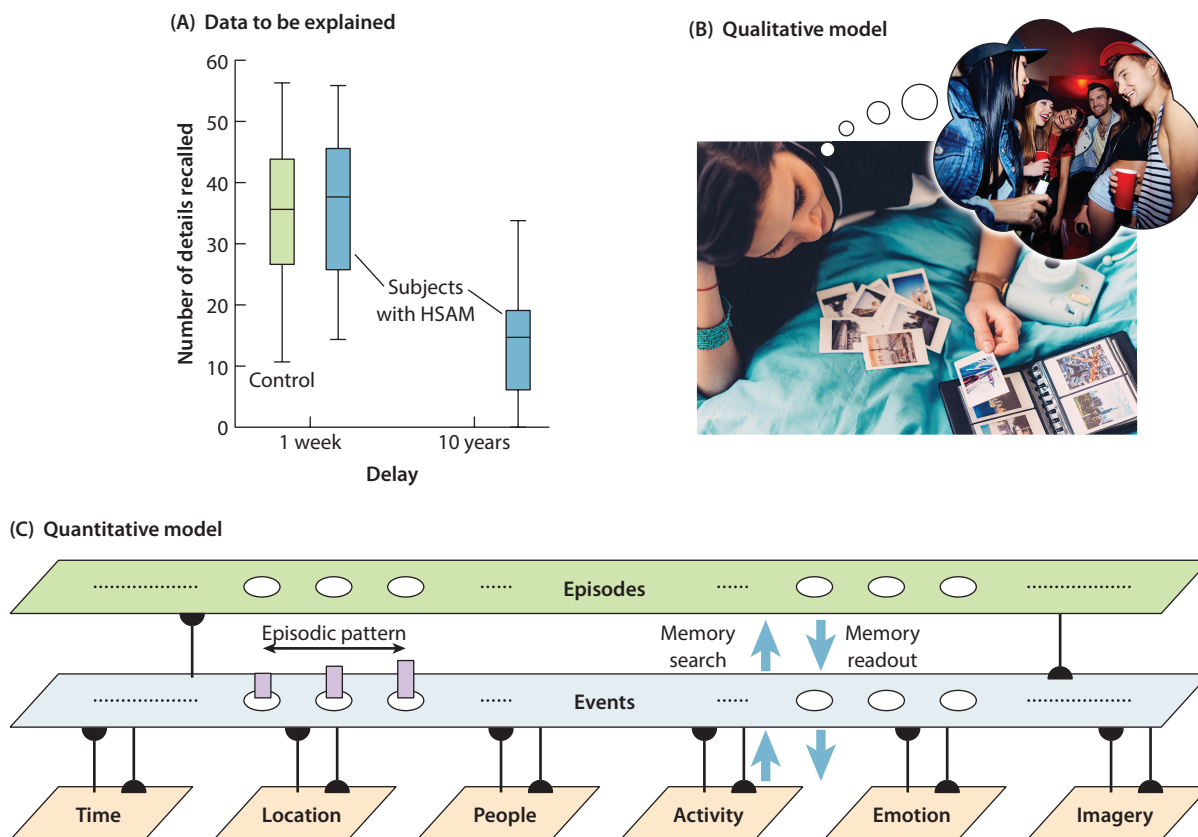 (A) Data to be explained
Number of details recalled
60
50
40
30
20
10
0
Control
Subjects
with HSAM
1 week
10 years
Delay
(B) Qualitative model
(C) Quantitative model
Episodes
Episodic pattern
Memory
search
Memory
readout
Events
Time
Location
People
Activity
Emotion
Imagery